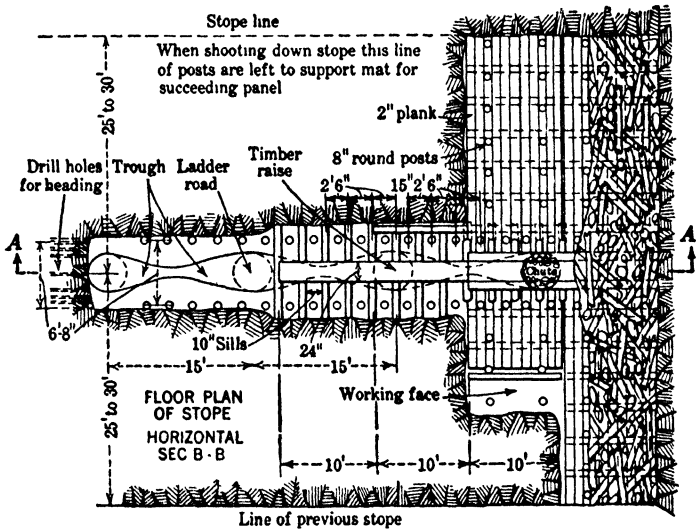 Stope line
When shooting down stope this line
of posts are left to support mat for
succeeding panel
25' to 30'
2" plank
8" round posts
Drill holes
for heading
Trough
Ladder
road
Timber
raise
2'6"
15"
2'6"
A
A
Chute
6'-8"
10" Sills
24"
15'
15'
Working face
FLOOR PLAN
OF STOPE
HORIZONTAL
SEC B-B
25' to 30'
10'
10'
10'
Line of previous stope